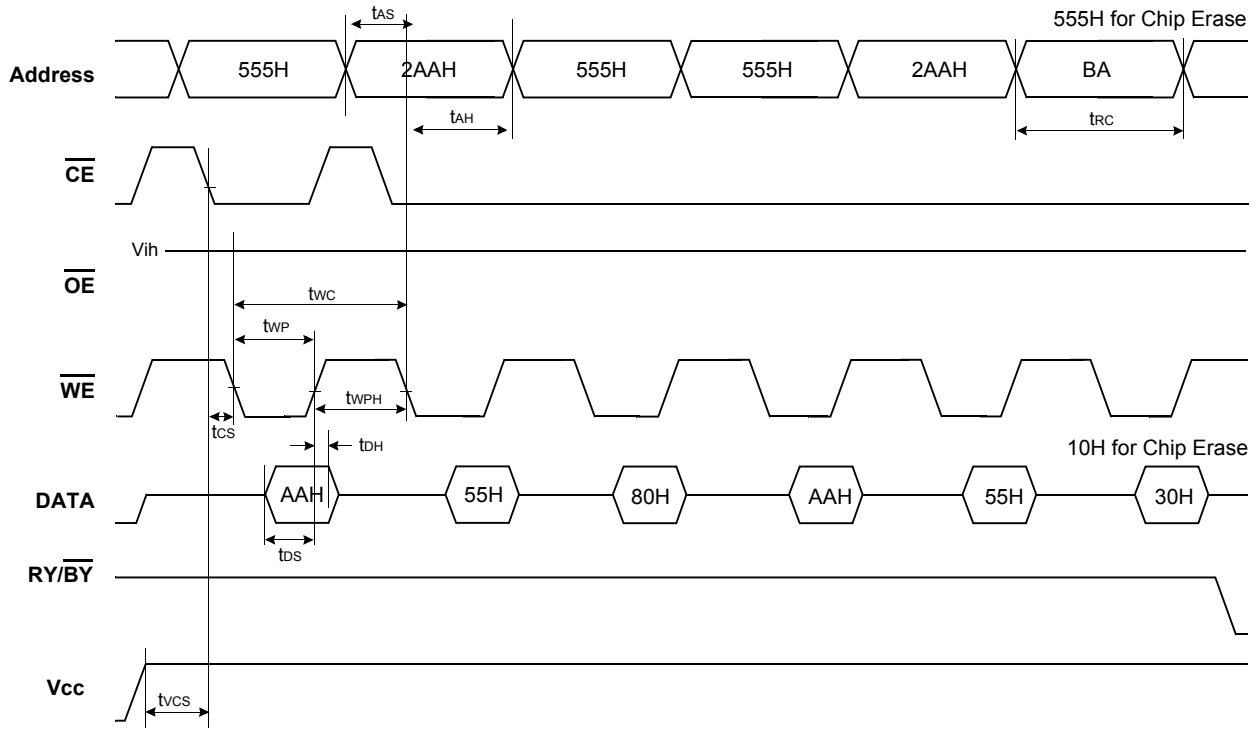 tAS
555H for Chip Erase
Address
555H
2AAH
555H
555H
2AAH
BA
tAH
tRC
CE
Vih
OE
tWC
tWP
WE
tWPH
tCS
tDH
10H for Chip Erase
DATA
AAH
55H
80H
AAH
55H
30H
tDS
RY/BY
Vcc
tVCS